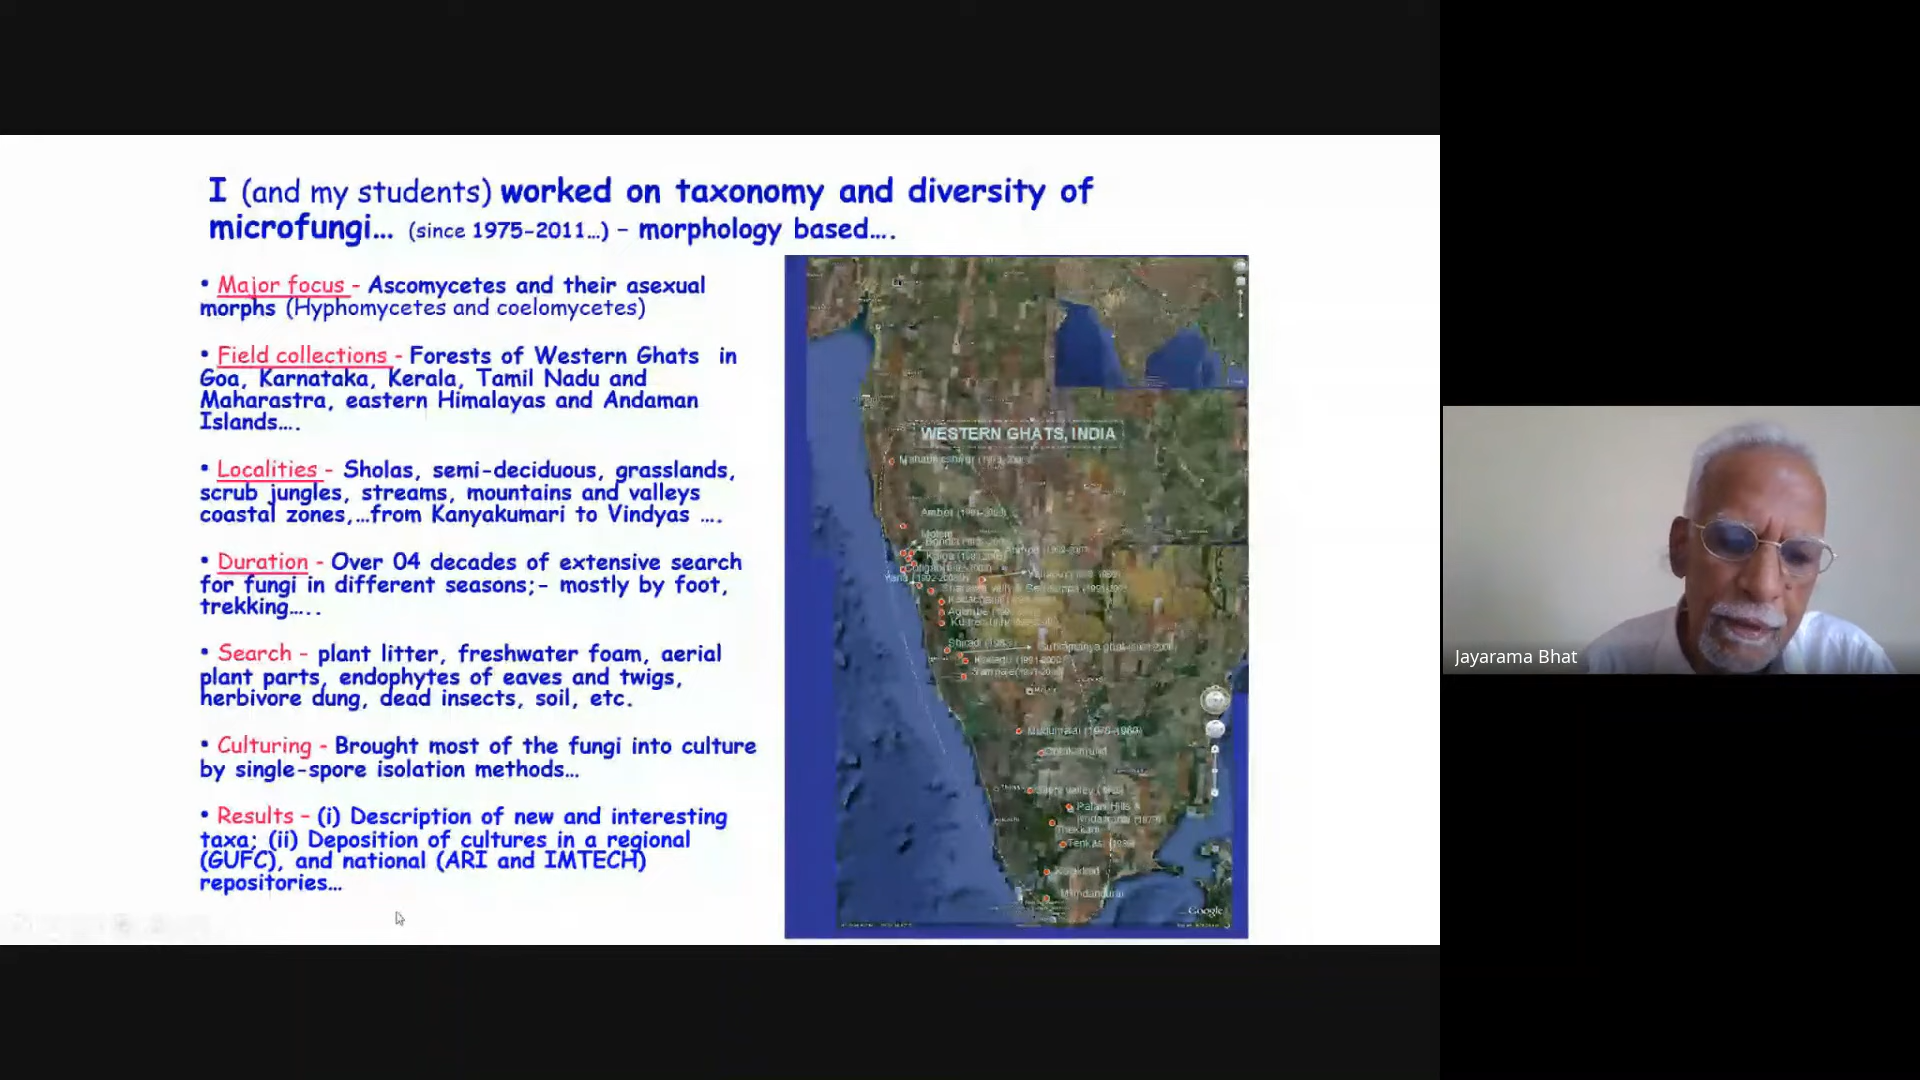 I (and my students) worked on taxonomy and diversity of
microfungi... (since 1975-2011...) - morphology based....
• Major focus - Ascomycetes and their asexual
morphs (Hyphomycetes and coelomycetes)
• Field collections - Forests of Western Ghats in
Goa, Karnataka, Kerala, Tamil Nadu and
Maharastra, eastern Himalayas and Andaman
Islands....
• Localities - Sholas, semi-deciduous, grasslands,
scrub jungles, streams, mountains and valleys
coastal zones,...from Kanyakumari to Vindyas ....
• Duration - Over 04 decades of extensive search
for fungi in different seasons;- mostly by foot,
trekking.....
• Search - plant litter, freshwater foam, aerial
plant parts, endophytes of eaves and twigs,
herbivore dung, dead insects, soil, etc.
• Culturing - Brought most of the fungi into culture
by single-spore isolation methods...
• Results - (i) Description of new and interesting
taxa; (ii) Deposition of cultures in a regional
(GUFC), and national (ARI and IMTECH)
repositories...
WESTERN GHATS, INDIA
Molem
Palani Hills
Thekkadi
Google
Jayarama Bhat